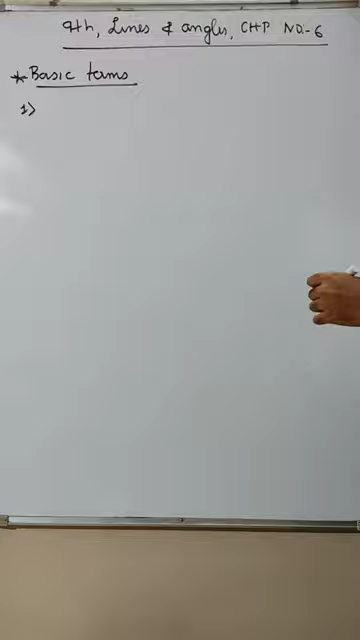 9th, Lines & angles, CHP NO:- 6
* Basic terms
1)